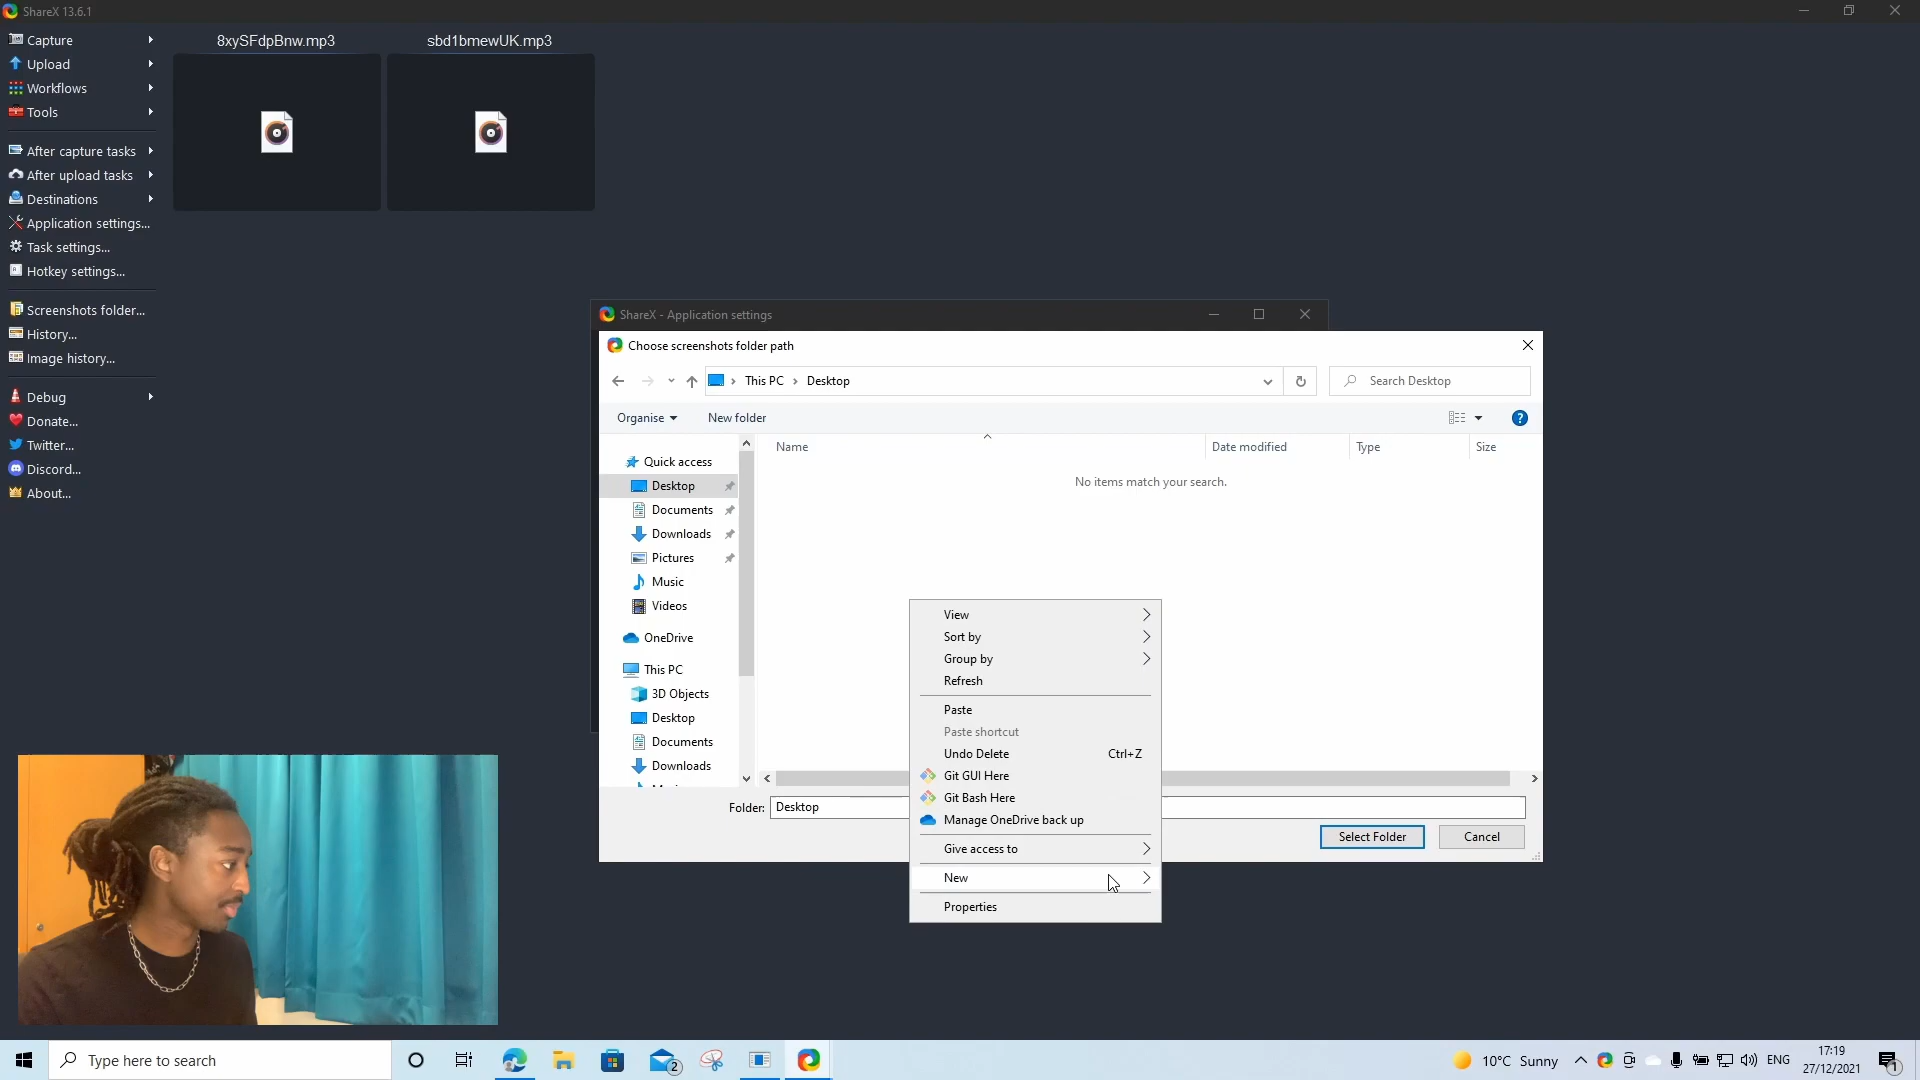 ShareX 13.6.1
Capture
Upload
Workflows
Tools
After capture tasks
After upload tasks
Destinations
Application settings...
Task settings...
Hotkey settings...
Screenshots folder...
History...
Image history...
Debug
Donate...
Twitter...
Discord...
About...
8xySFdpBnw.mp3
sbd1bmewUK.mp3
ShareX - Application settings
Choose screenshots folder path
This PC
Desktop
Search Desktop
Organise
New folder
Name
Date modified
Type
Size
No items match your search.
Quick access
Desktop
Documents
Downloads
Pictures
Music
Videos
OneDrive
This PC
3D Objects
Desktop
Documents
Downloads
View
Sort by
Group by
Refresh
Paste
Paste shortcut
Undo Delete Ctrl+Z
Git GUI Here
Git Bash Here
Manage OneDrive back up
Give access to
New
Properties
Folder: Desktop
Select Folder
Cancel
Type here to search
2
10°C Sunny
ENG
17:19
27/12/2021
1